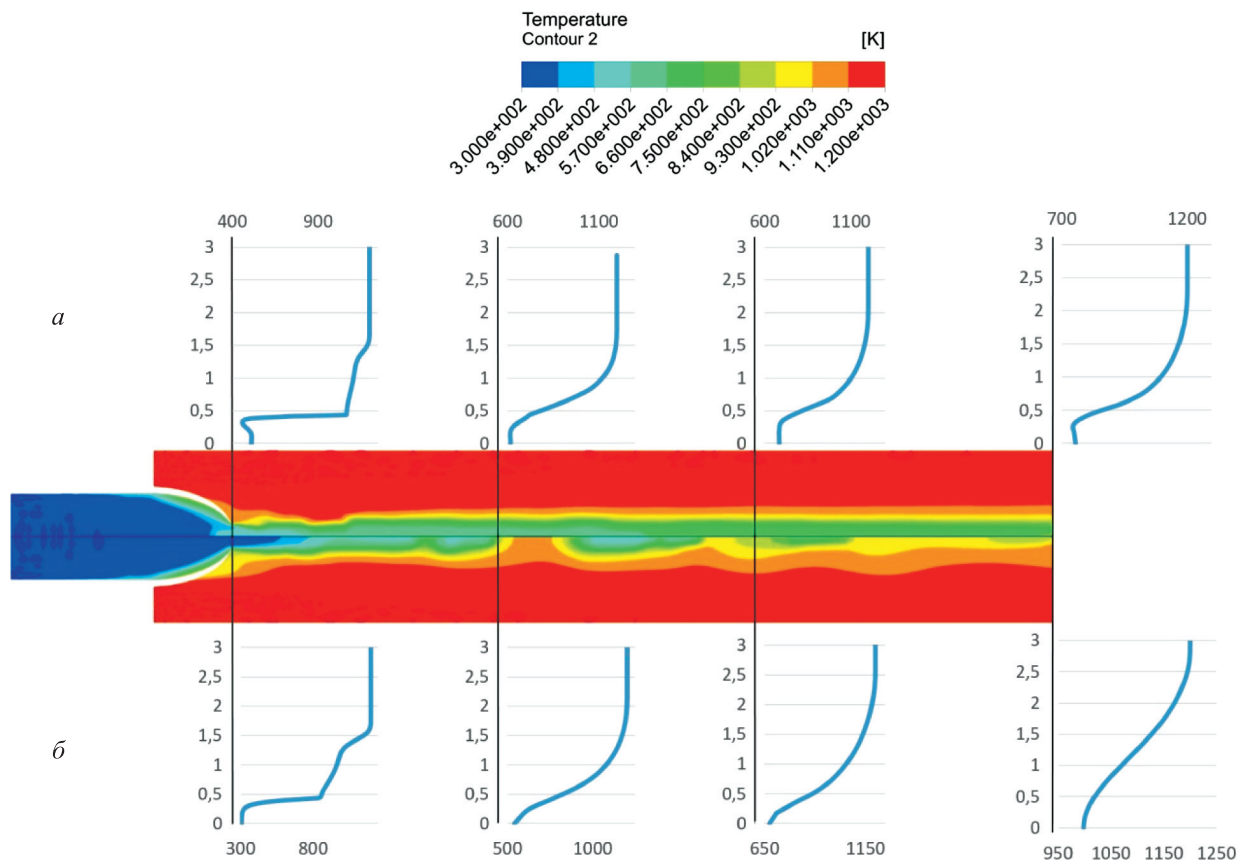 Temperature
Contour 2 [K]
3.000e+002 3.900e+002 4.800e+002 5.700e+002 6.600e+002 7.500e+002 8.400e+002 9.300e+002 1.020e+003 1.110e+003 1.200e+003
400 900 600 1100 600 1100 700 1200
3 3 3 3
2,5 2,5 2,5 2,5
а 2 2 2 2
1,5 1,5 1,5 1,5
1 1 1 1
0,5 0,5 0,5 0,5
0 0 0 0
3 3 3 3
2,5 2,5 2,5 2,5
2 2 2 2
б 1,5 1,5 1,5 1,5
1 1 1 1
0,5 0,5 0,5 0,5
0 0 0 0
300 800 500 1000 650 1150 950 1050 1150 1250